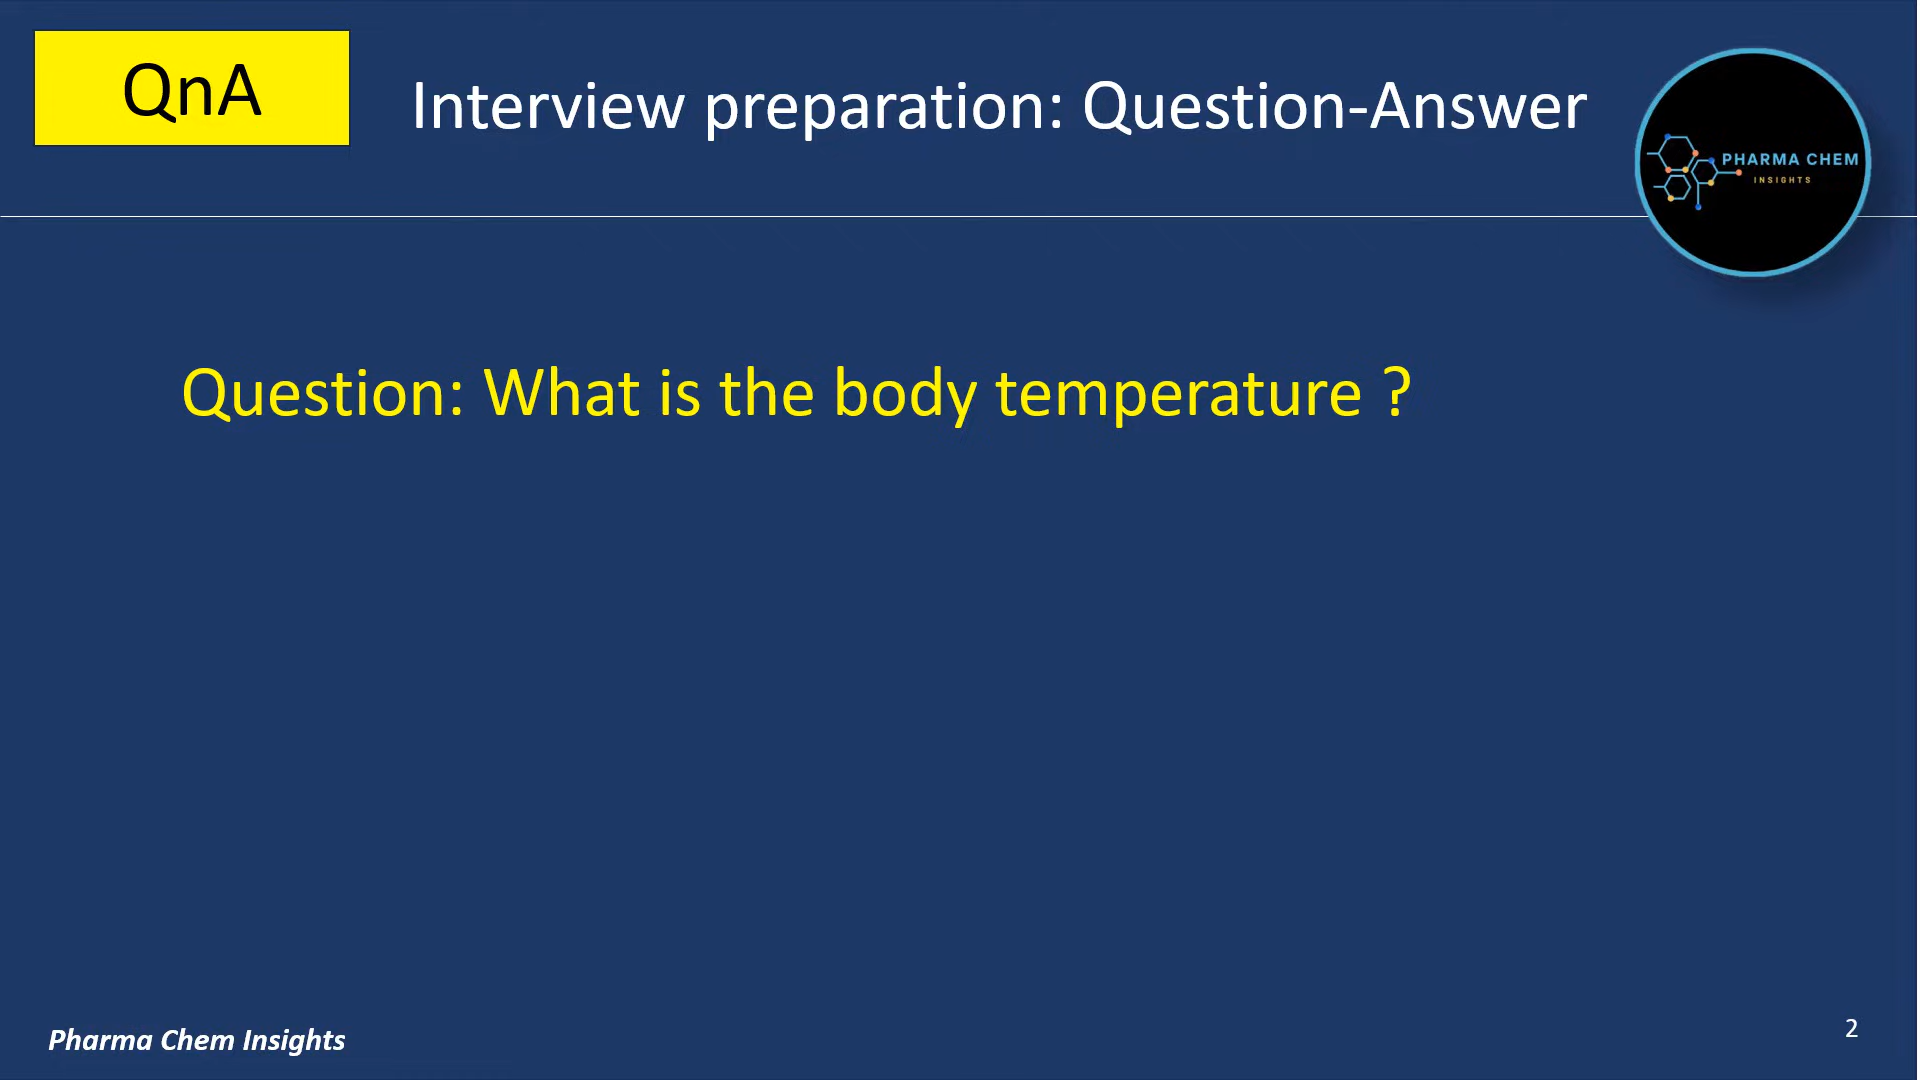 QnA
Interview preparation: Question-Answer
PHARMA CHEM
INSIGHTS
Question: What is the body temperature ?
Pharma Chem Insights
2